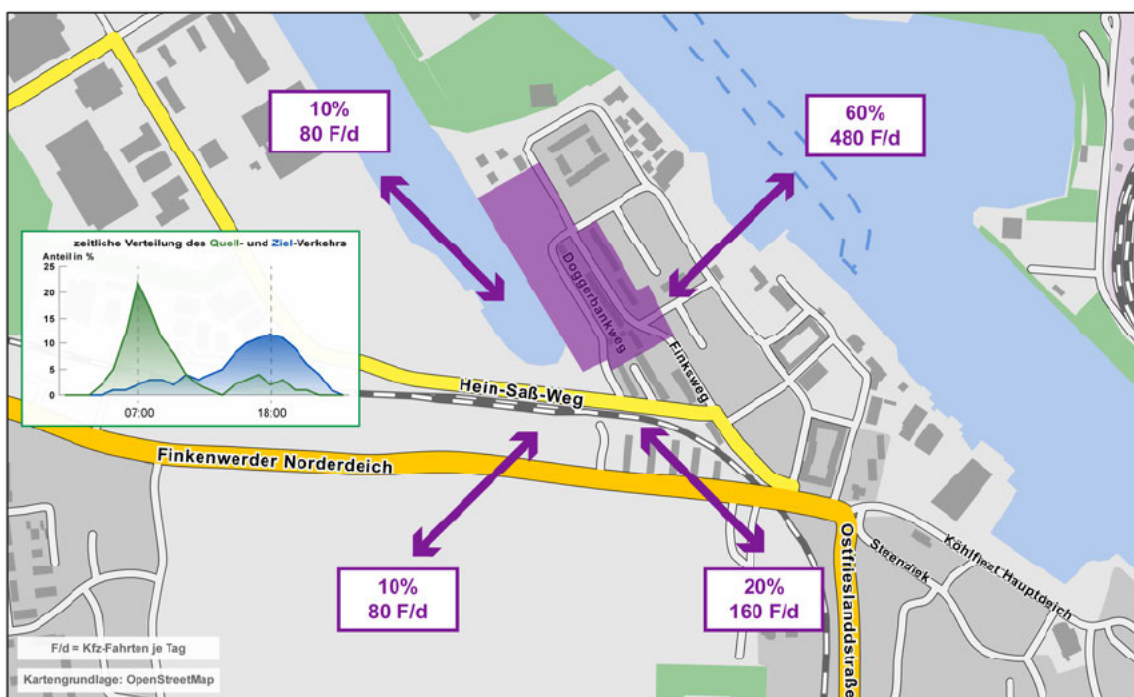 10%
80 F/d
60%
480 F/d
zeitliche Verteilung des Quell- und Ziel-Verkehrs
Anteil in %
25
20
15
10
5
0
07:00
18:00
Doggerbankweg
Finksweg
Hein-Saß-Weg
Finkenwerder Norderdeich
10%
80 F/d
20%
160 F/d
Ostfrieslanddstraße
Steendiek
Köhlfleet Hauptdeich
F/d = Kfz-Fahrten je Tag
Kartengrundlage: OpenStreetMap